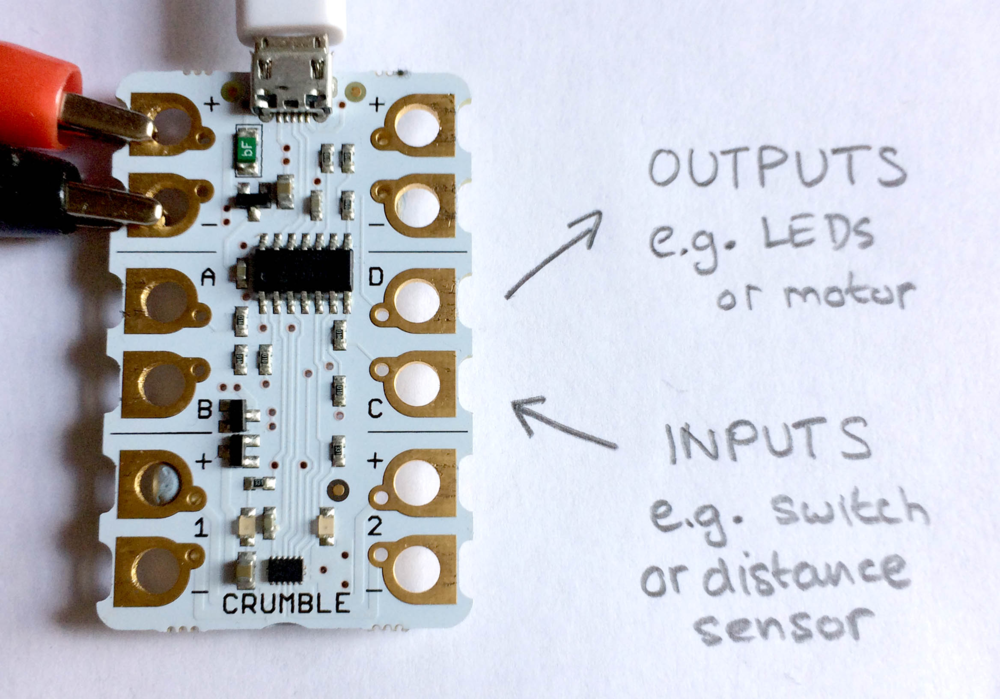 + +
bF
- -
A D
B C
+ +
1 2
- -
CRUMBLE
OUTPUTS
e.g. LEDs
or motor
INPUTS
e.g. switch
or distance
sensor